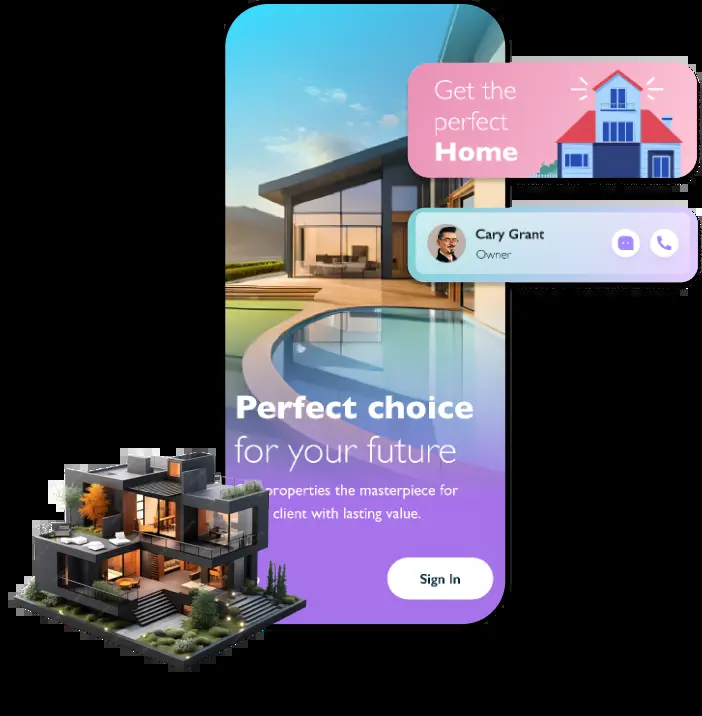 Get the
perfect
Home
Cary Grant
Owner
Perfect choice
for your future
properties the masterpiece for
client with lasting value.
Sign In